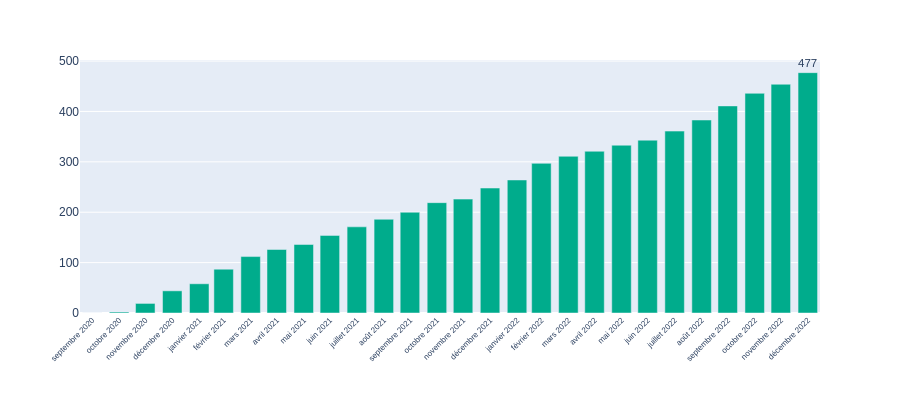 500
477
400
300
200
100
0
septembre 2020
octobre 2020
novembre 2020
décembre 2020
janvier 2021
février 2021
mars 2021
avril 2021
mai 2021
juin 2021
juillet 2021
août 2021
septembre 2021
octobre 2021
novembre 2021
décembre 2021
janvier 2022
février 2022
mars 2022
avril 2022
mai 2022
juin 2022
juillet 2022
août 2022
septembre 2022
octobre 2022
novembre 2022
décembre 2022